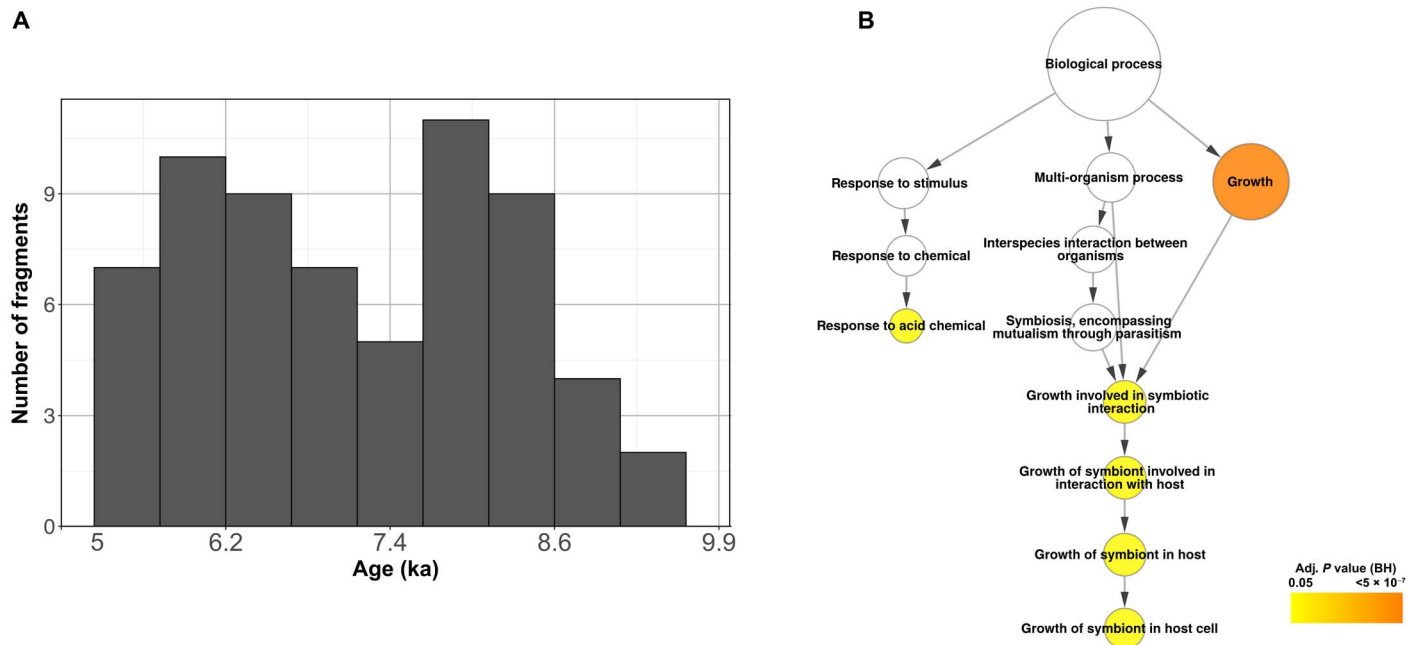 A
B
Number of fragments
9
6
3
0
5
6.2
7.4
8.6
9.9
Age (ka)
Biological process
Response to stimulus
Multi-organism process
Growth
Response to chemical
Interspecies interaction between
organisms
Response to acid chemical
Symbiosis, encompassing
mutualism through parasitism
Growth involved in symbiotic
interaction
Growth of symbiont involved in
interaction with host
Growth of symbiont in host
Growth of symbiont in host cell
Adj. P value (BH)
0.05 <5 × 10⁻⁷